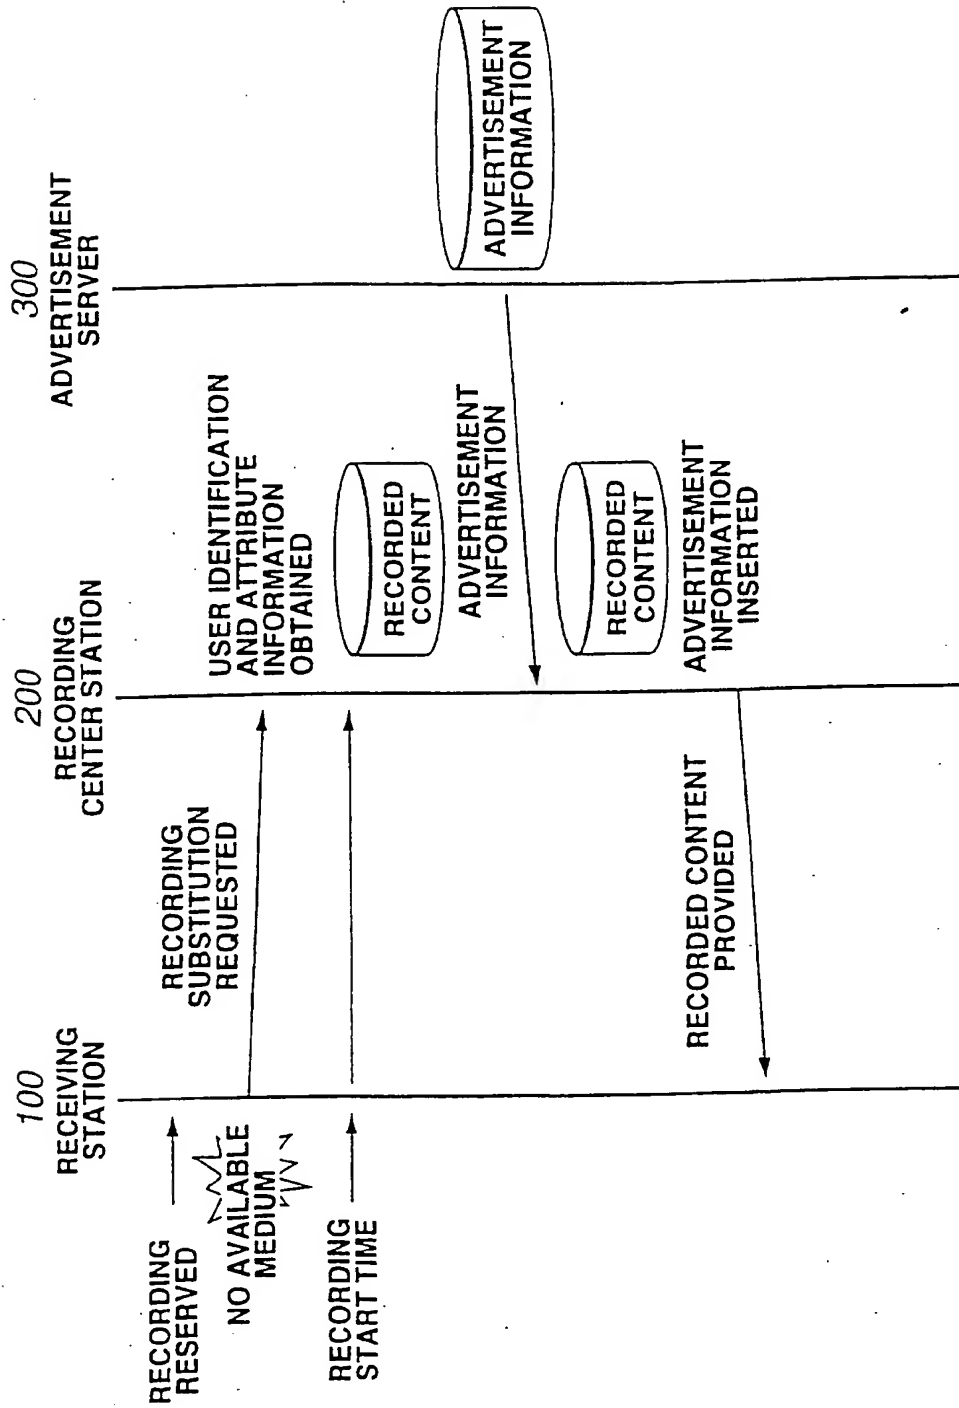 100
RECEIVING
STATION
200
RECORDING
CENTER STATION
300
ADVERTISEMENT
SERVER
RECORDING
RESERVED
NO AVAILABLE
MEDIUM
RECORDING
SUBSTITUTION
REQUESTED
USER IDENTIFICATION
AND ATTRIBUTE
INFORMATION
OBTAINED
RECORDING
START TIME
RECORDED
CONTENT
ADVERTISEMENT
INFORMATION
ADVERTISEMENT
INFORMATION
RECORDED
CONTENT
ADVERTISEMENT
INFORMATION
INSERTED
RECORDED CONTENT
PROVIDED